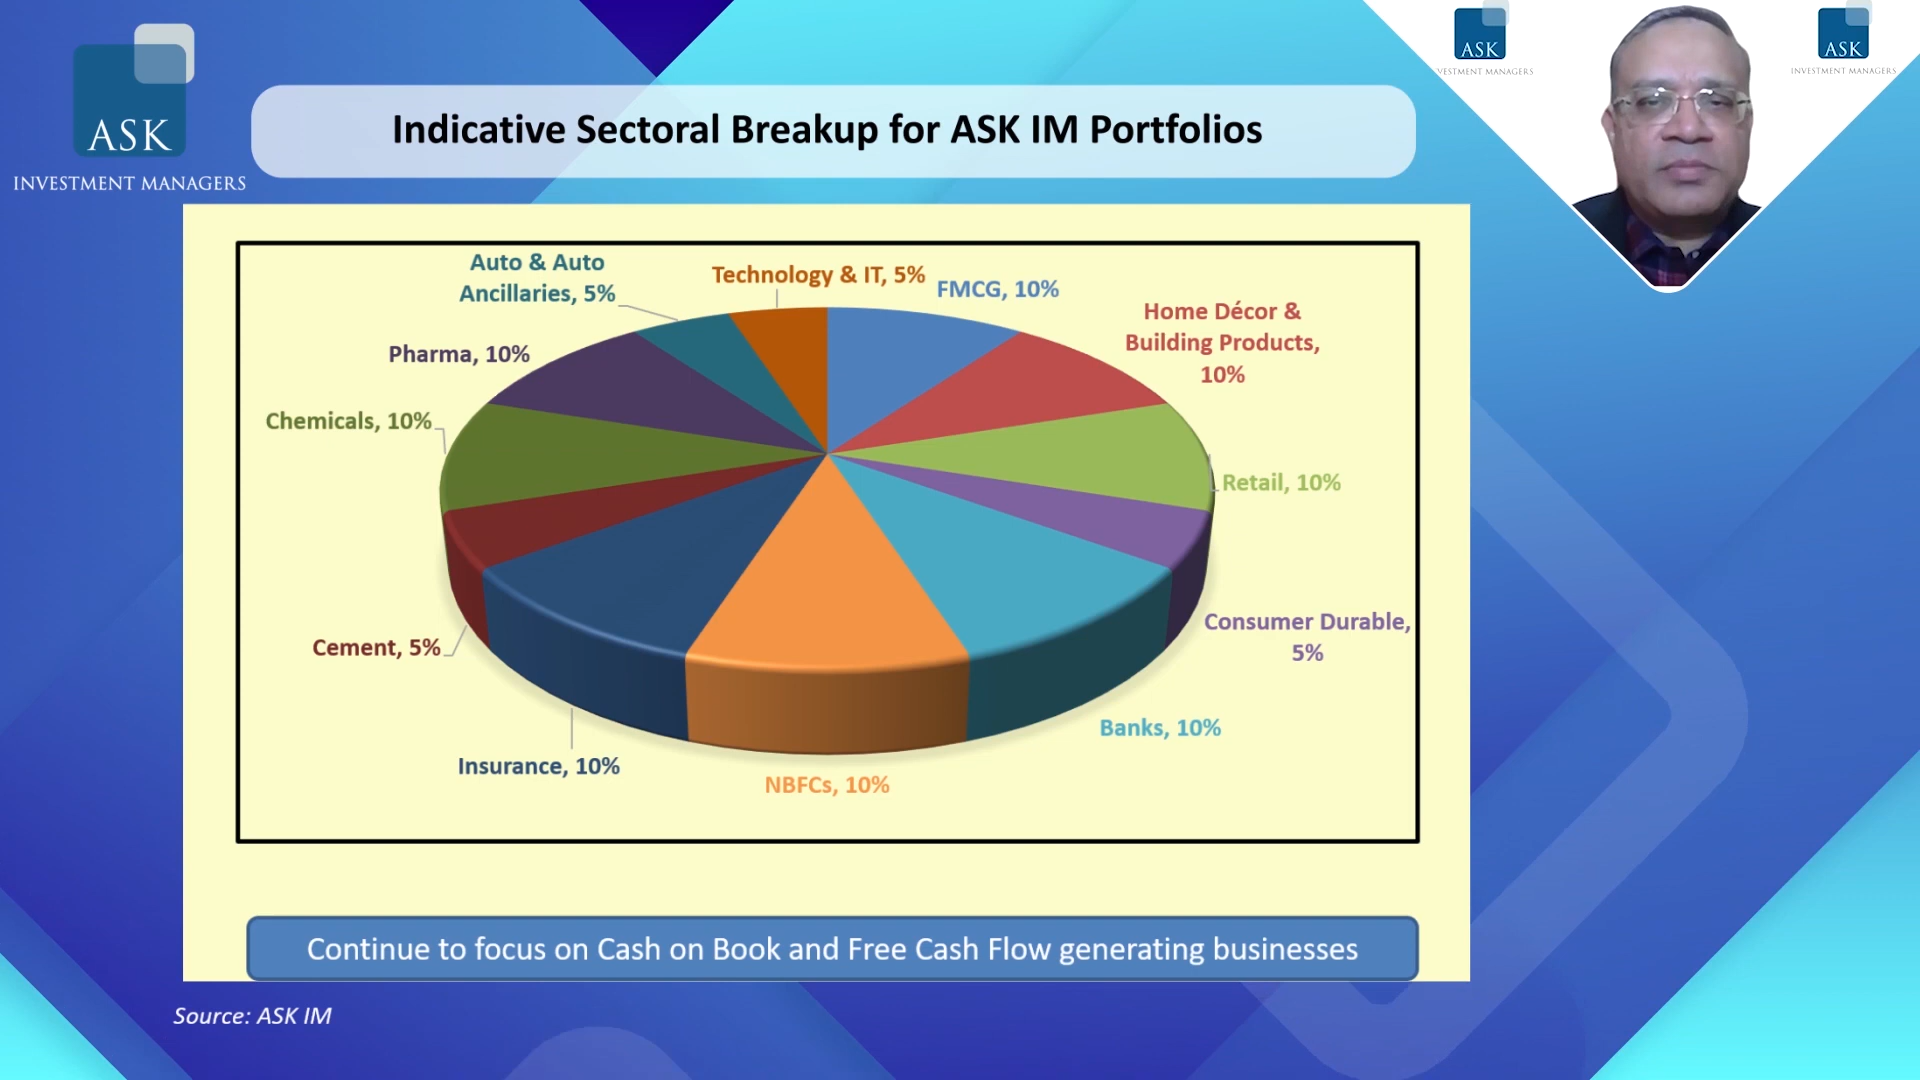 ASK
INVESTMENT MANAGERS
Indicative Sectoral Breakup for ASK IM Portfolios
ASK
VESTMENT MANAGERS
ASK
INVESTMENT MANAGERS
Auto & Auto
Ancillaries, 5%
Technology & IT, 5%
FMCG, 10%
Home Décor &
Building Products,
10%
Pharma, 10%
Chemicals, 10%
Retail, 10%
Consumer Durable,
5%
Cement, 5%
Banks, 10%
Insurance, 10%
NBFCs, 10%
Continue to focus on Cash on Book and Free Cash Flow generating businesses
Source: ASK IM